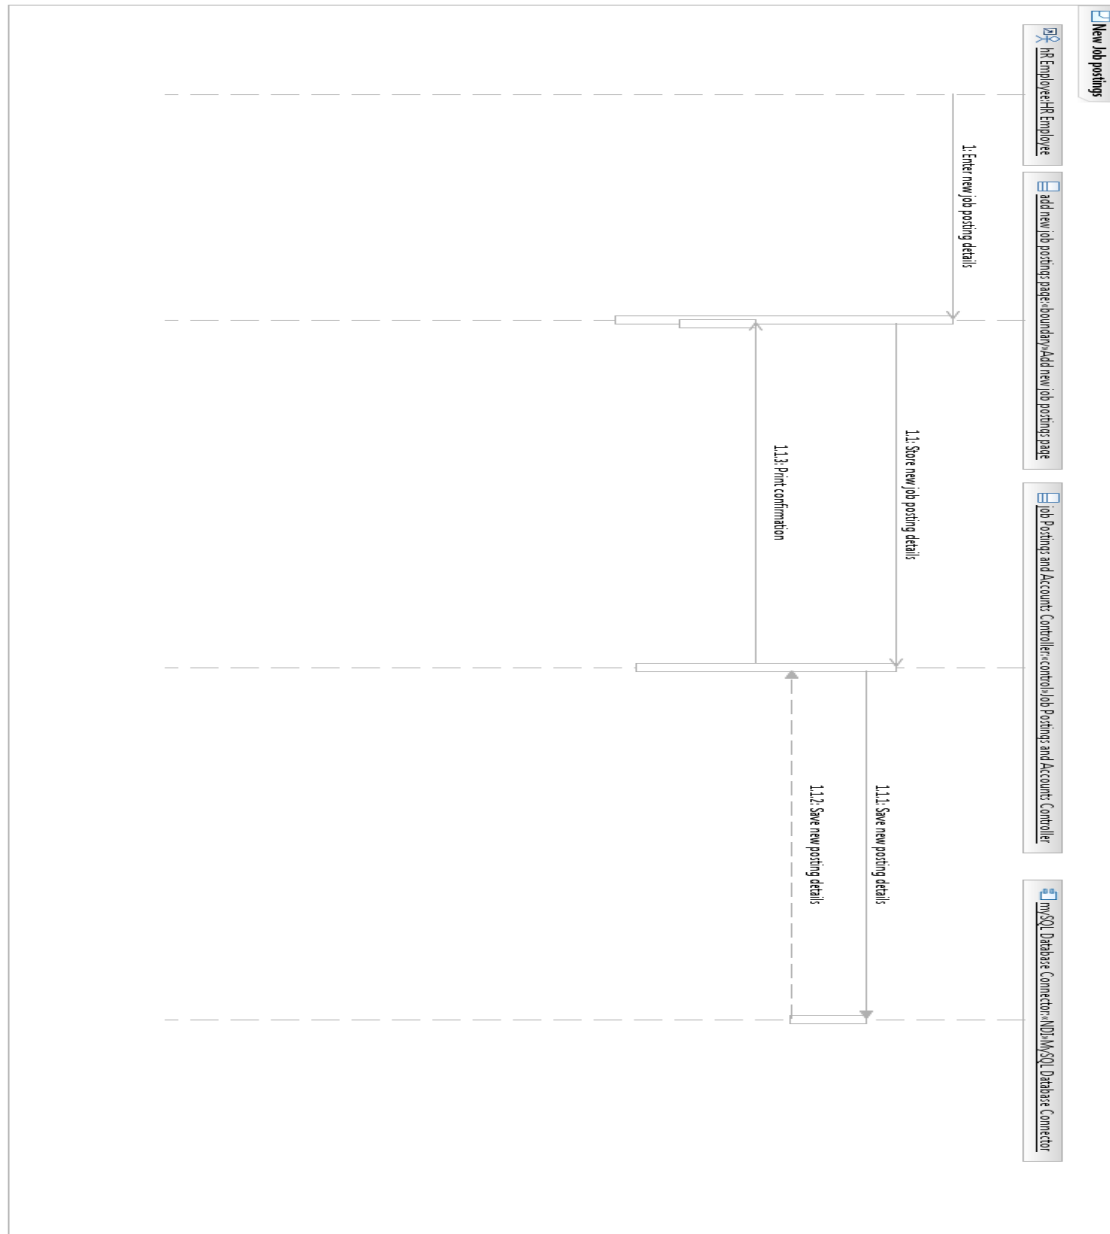 New Job postings
hR Employee:HR Employee
add new job postings page:«boundary»Add new job postings page
job Postings and Accounts Controller:«control»Job Postings and Accounts Controller
mySQL Database Connector:«NDI»MySQL Database Connector
1: Enter new job posting details
1.1: Store new job posting details
1.1.1: Save new posting details
1.1.2: Save new posting details
1.1.3: Print confirmation